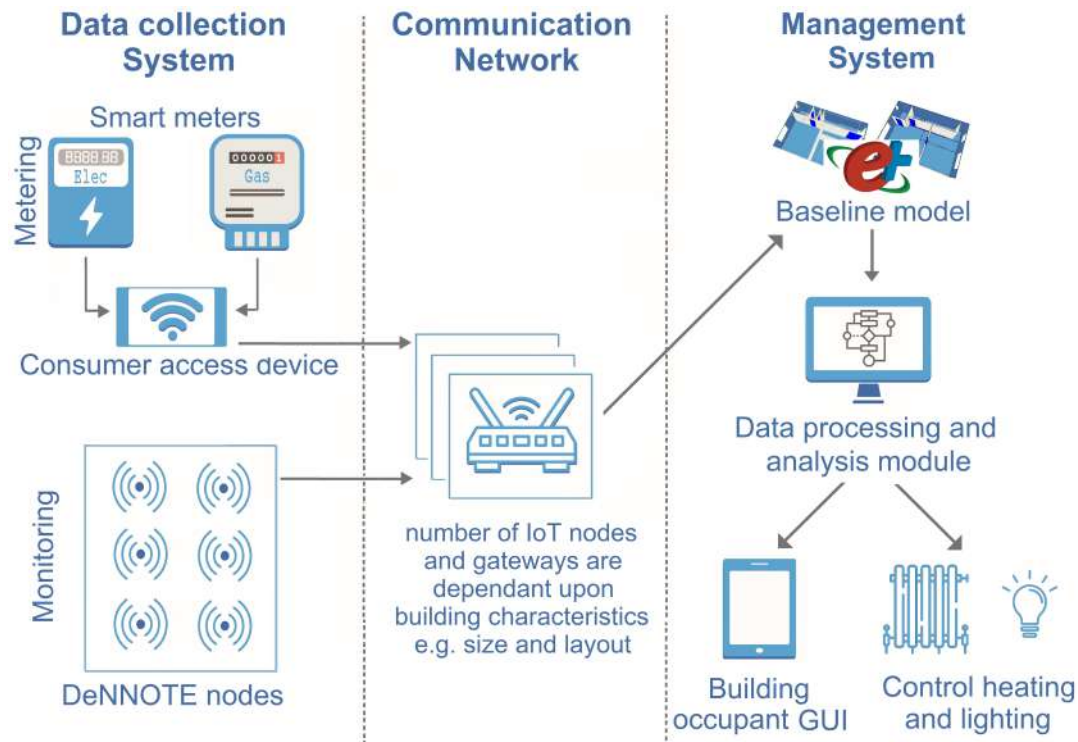 Data collection
System
Metering
Smart meters
888888
Elec
000001
Gas
Consumer access device
Monitoring
DeNNOTE nodes
Communication
Network
number of IoT nodes
and gateways are
dependant upon
building characteristics
e.g. size and layout
Management
System
e+
Baseline model
Data processing and
analysis module
Building
occupant GUI
Control heating
and lighting